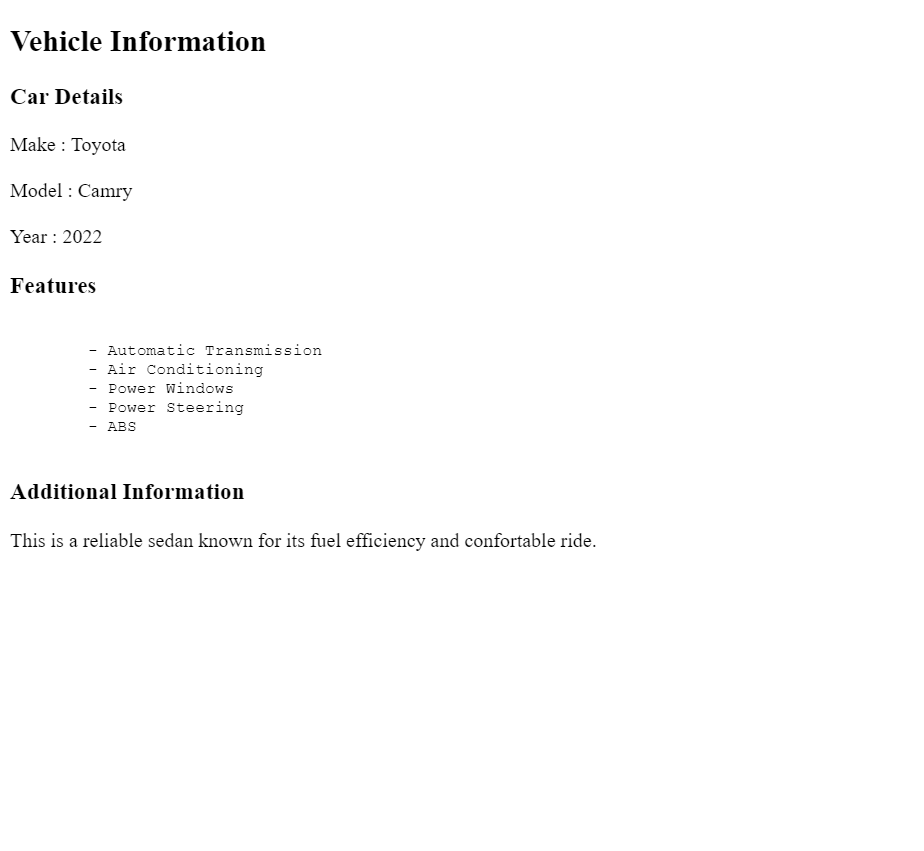 Vehicle Information
Car Details
Make : Toyota
Model : Camry
Year : 2022
Features
- Automatic Transmission
- Air Conditioning
- Power Windows
- Power Steering
- ABS
Additional Information
This is a reliable sedan known for its fuel efficiency and confortable ride.